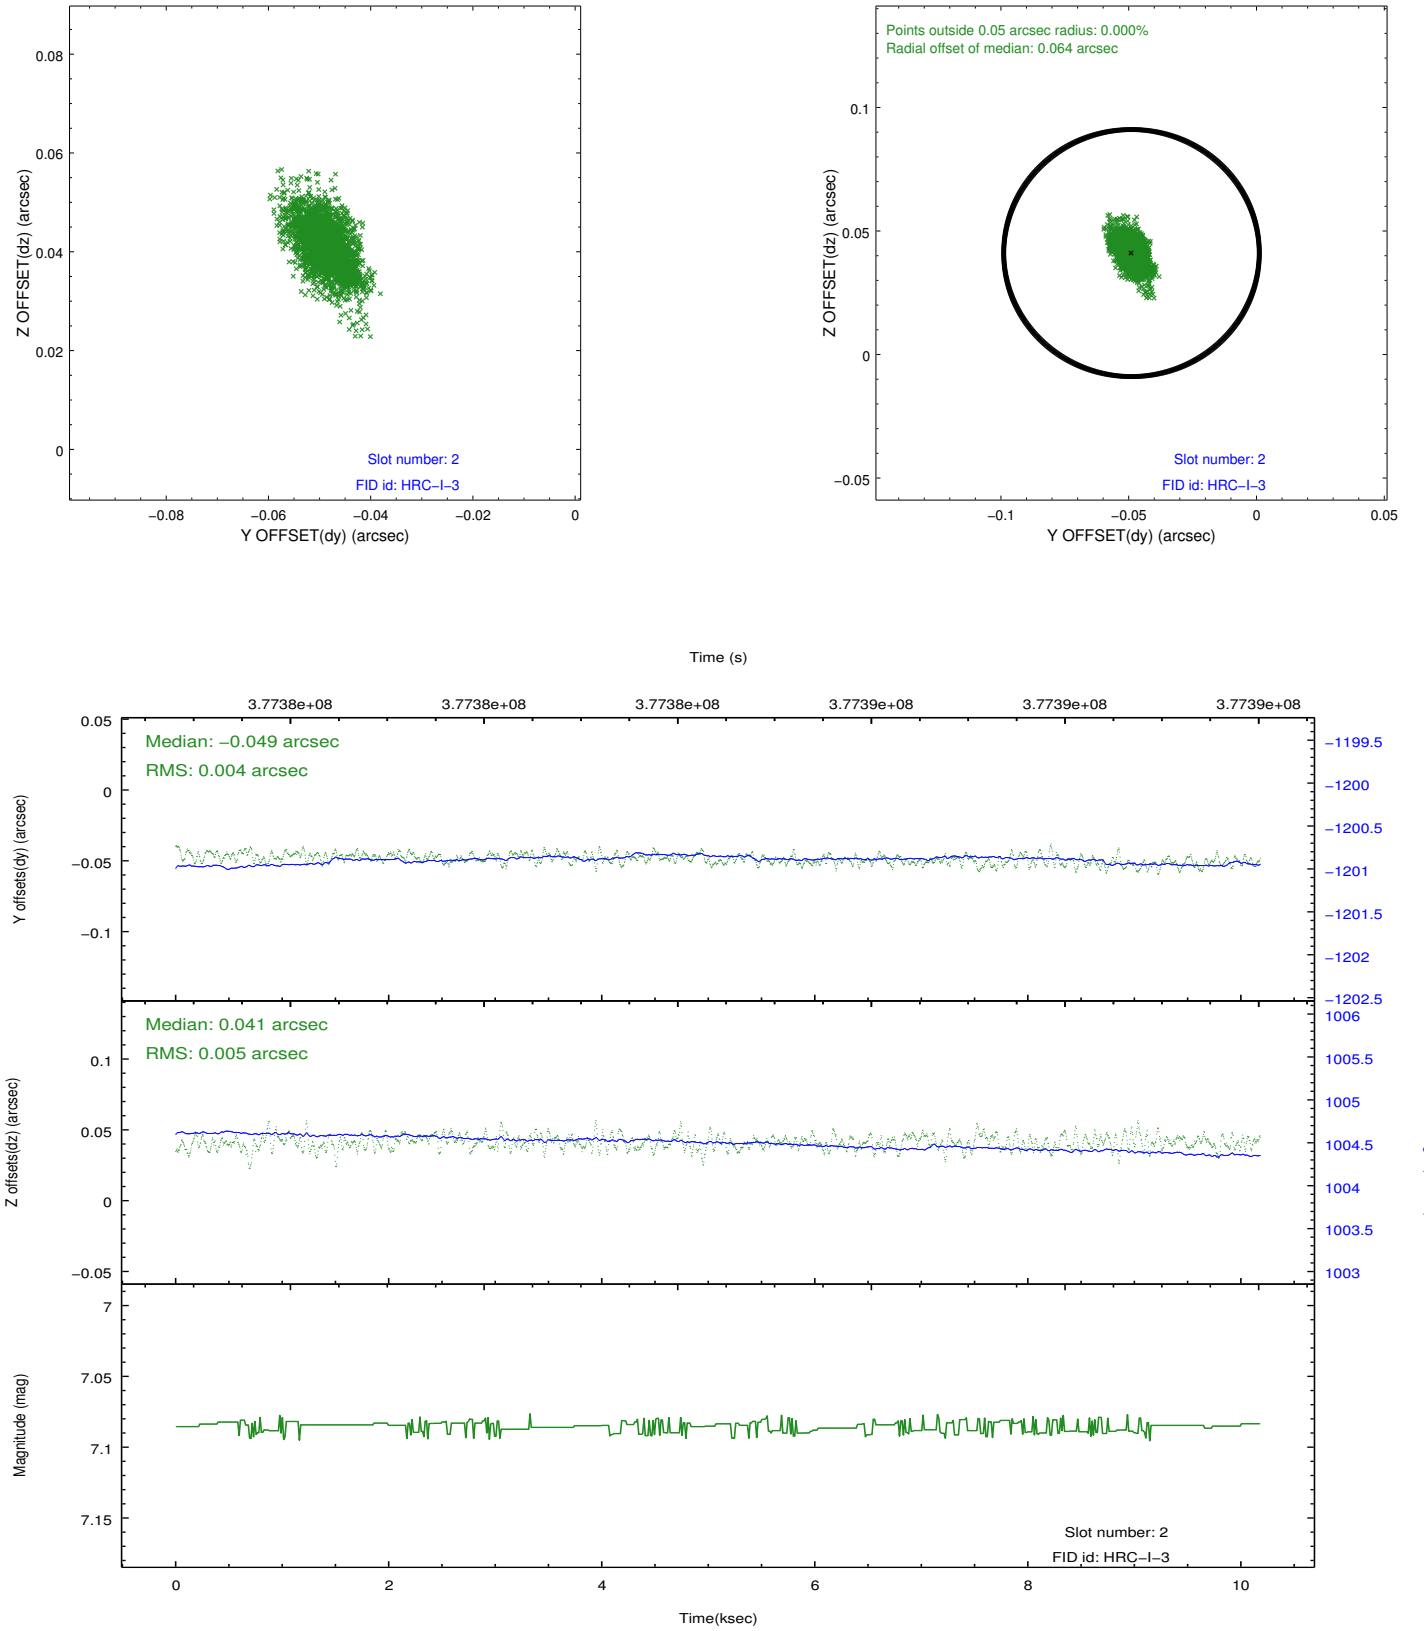 0.08
0.06
0.04
0.02
0
Z OFFSET(dz) (arcsec)
−0.08
−0.06
−0.04
−0.02
0
Y OFFSET(dy) (arcsec)
Slot number: 2
FID id: HRC−I−3
Points outside 0.05 arcsec radius: 0.000%
Radial offset of median: 0.064 arcsec
0.1
0.05
0
−0.05
Z OFFSET(dz) (arcsec)
−0.1
−0.05
0
0.05
Y OFFSET(dy) (arcsec)
Slot number: 2
FID id: HRC−I−3
Time (s)
3.7738e+08
3.7738e+08
3.7738e+08
3.7739e+08
3.7739e+08
3.7739e+08
Median: −0.049 arcsec
RMS: 0.004 arcsec
0.05
0
−0.05
−0.1
Y offsets(dy) (arcsec)
−1199.5
−1200
−1200.5
−1201
−1201.5
−1202
−1202.5
Median: 0.041 arcsec
RMS: 0.005 arcsec
0.1
0.05
0
−0.05
Z offsets(dz) (arcsec)
1006
1005.5
1005
1004.5
1004
1003.5
1003
7
7.05
7.1
7.15
Magnitude (mag)
Slot number: 2
FID id: HRC−I−3
0
2
4
6
8
10
Time(ksec)